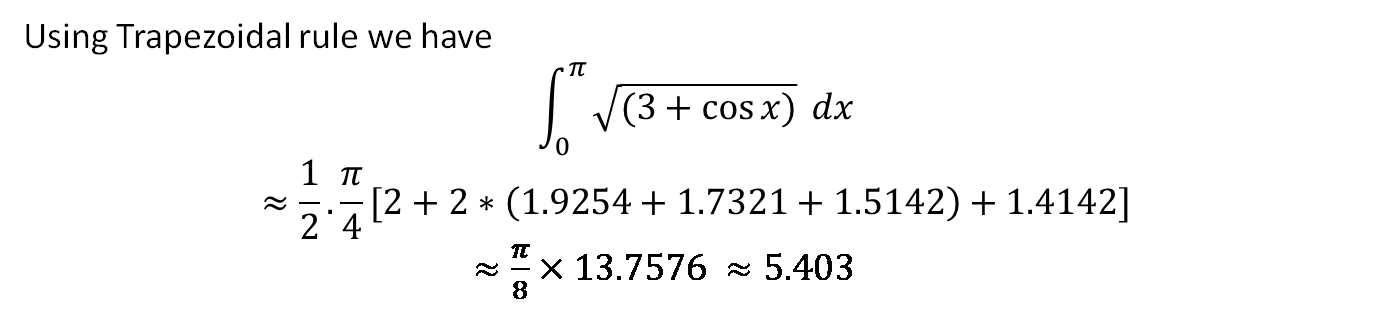 Using Trapezoidal rule we have
∫₀^π √(3 + cos x) dx
≈ 1/2 . π/4 [2 + 2 * (1.9254 + 1.7321 + 1.5142) + 1.4142]
≈ π/8 × 13.7576 ≈ 5.403